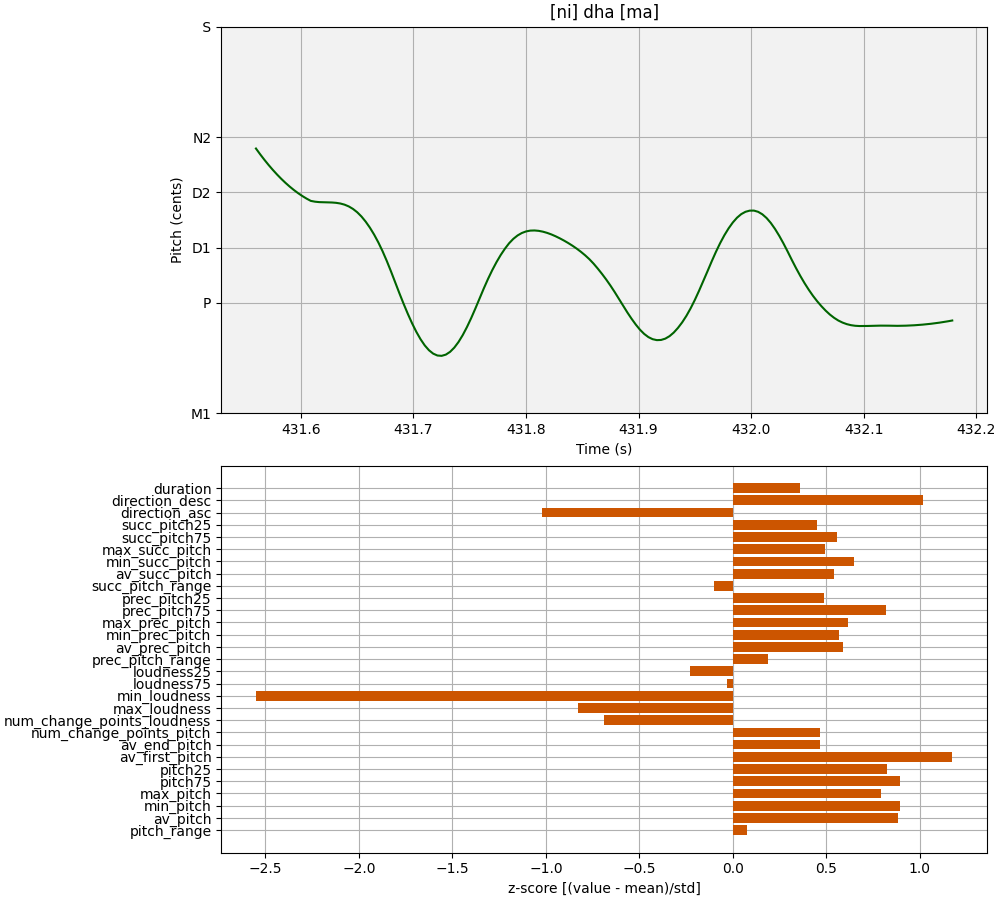 [ni] dha [ma]
Pitch (cents)
S
N2
D2
D1
P
M1
431.6 431.7 431.8 431.9 432.0 432.1 432.2
Time (s)
duration
direction_desc
direction_asc
succ_pitch25
succ_pitch75
max_succ_pitch
min_succ_pitch
av_succ_pitch
succ_pitch_range
prec_pitch25
prec_pitch75
max_prec_pitch
min_prec_pitch
av_prec_pitch
prec_pitch_range
loudness25
loudness75
min_loudness
max_loudness
num_change_points_loudness
num_change_points_pitch
av_end_pitch
av_first_pitch
pitch25
pitch75
max_pitch
min_pitch
av_pitch
pitch_range
−2.5 −2.0 −1.5 −1.0 −0.5 0.0 0.5 1.0
z-score [(value - mean)/std]